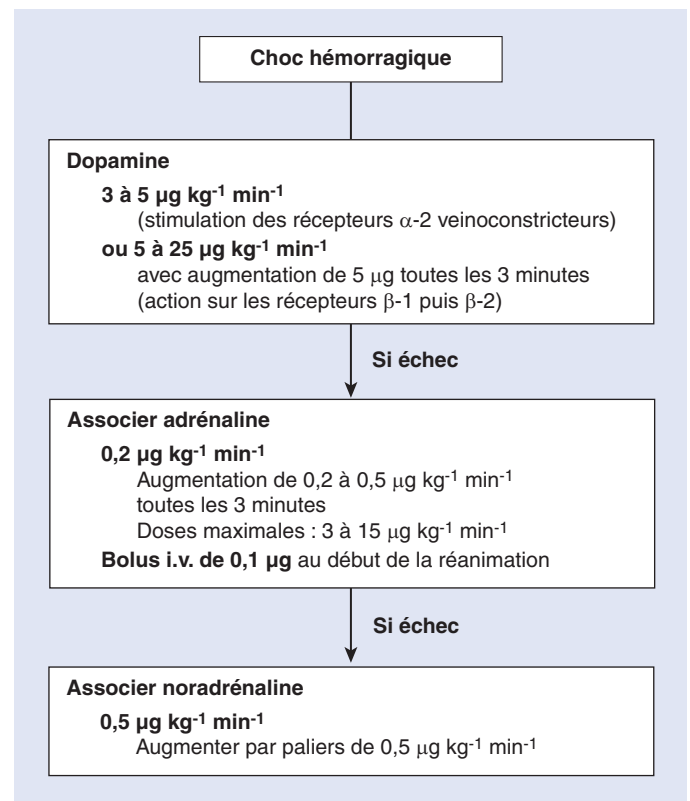 Choc hémorragique
Dopamine
3 à 5 µg kg⁻¹ min⁻¹
(stimulation des récepteurs α-2 veinoconstricteurs)
ou 5 à 25 µg kg⁻¹ min⁻¹
avec augmentation de 5 µg toutes les 3 minutes
(action sur les récepteurs β-1 puis β-2)
Si échec
Associer adrénaline
0,2 µg kg⁻¹ min⁻¹
Augmentation de 0,2 à 0,5 µg kg⁻¹ min⁻¹
toutes les 3 minutes
Doses maximales : 3 à 15 µg kg⁻¹ min⁻¹
Bolus i.v. de 0,1 µg au début de la réanimation
Si échec
Associer noradrénaline
0,5 µg kg⁻¹ min⁻¹
Augmenter par paliers de 0,5 µg kg⁻¹ min⁻¹